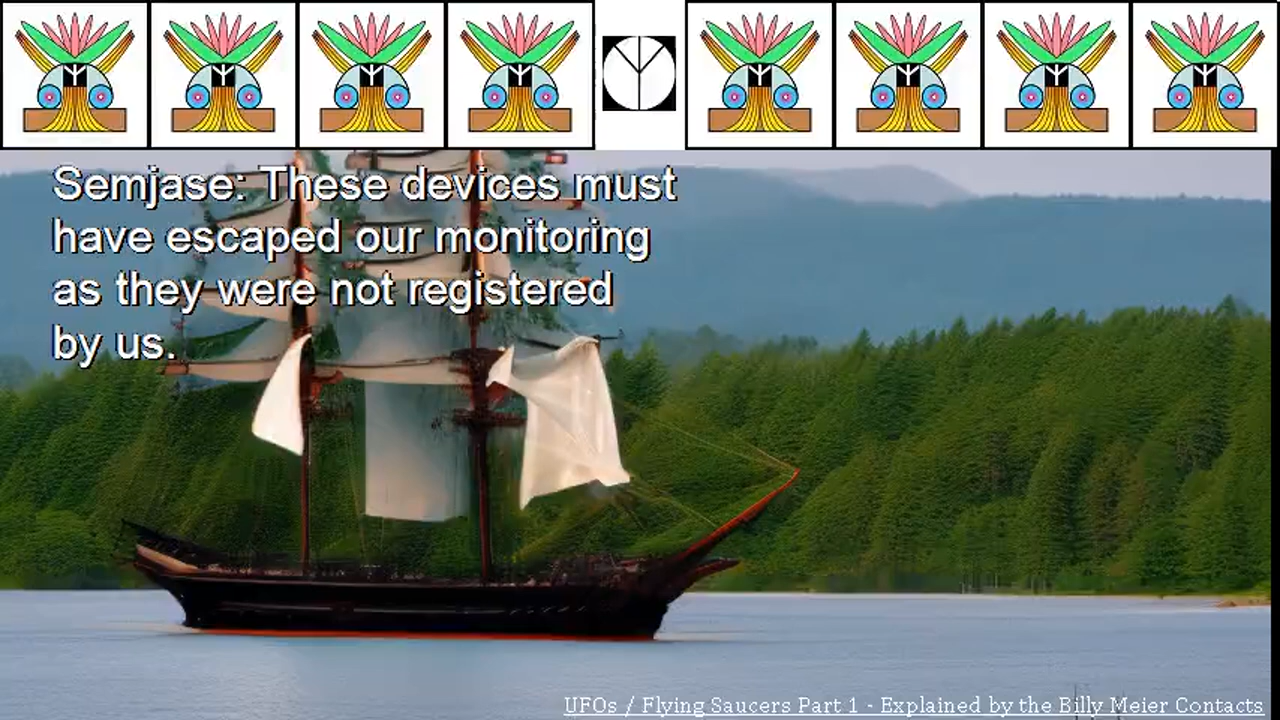 Semjase: These devices must
have escaped our monitoring
as they were not registered
by us.
UFOs / Flying Saucers Part 1 - Explained by the Billy Meier Contacts